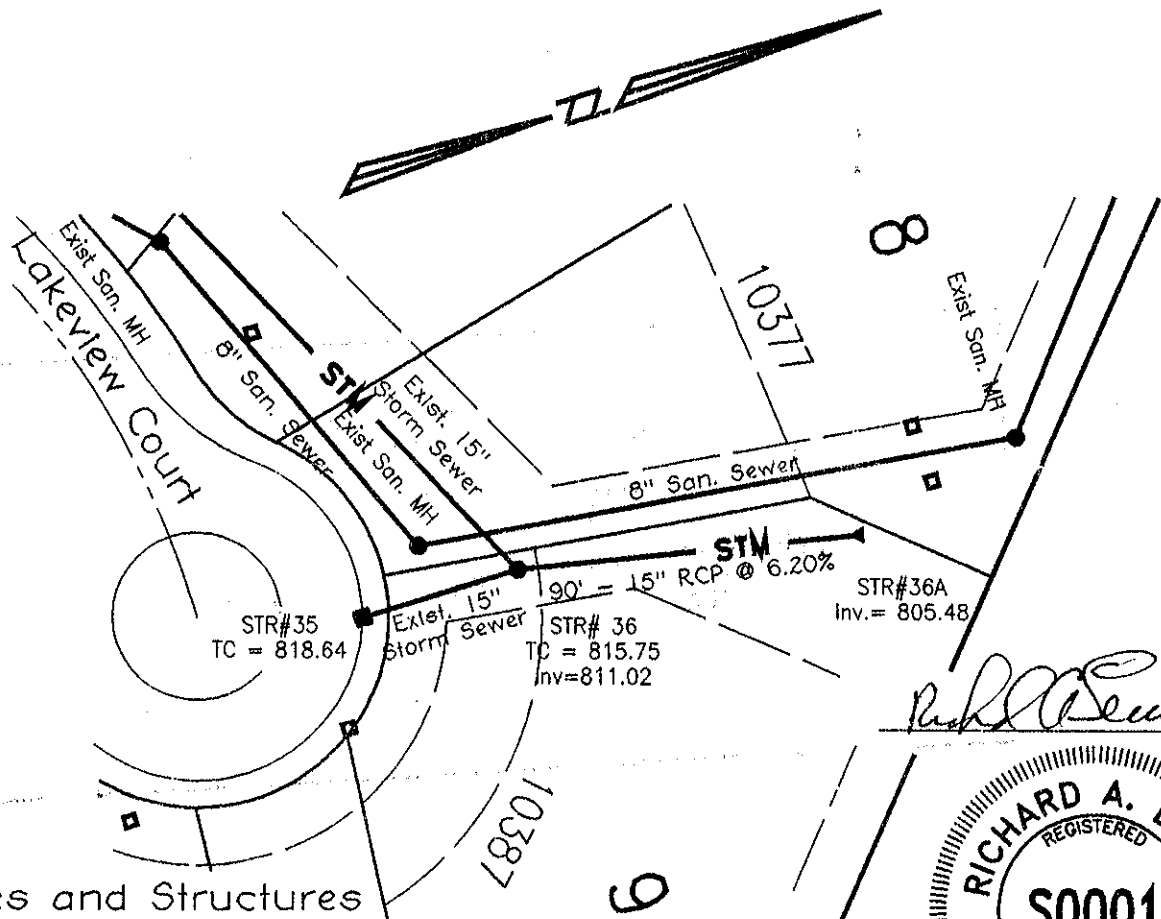 N
Exist San. MH
Lakeview Court
8" San. Sewer
STM
Exist. 15"
Storm Sewer
Exist San. MH
10377
8
Exist San. MH
8" San. Sewer
STM
90' = 15" RCP @ 6.20%
STR#36A
Inv.= 805.48
STR#35
TC = 818.64
Exist. 15"
Storm Sewer
STR# 36
TC = 815.75
Inv=811.02
10387
9
es and Structures
RICHARD A.
REGISTERED
S0001